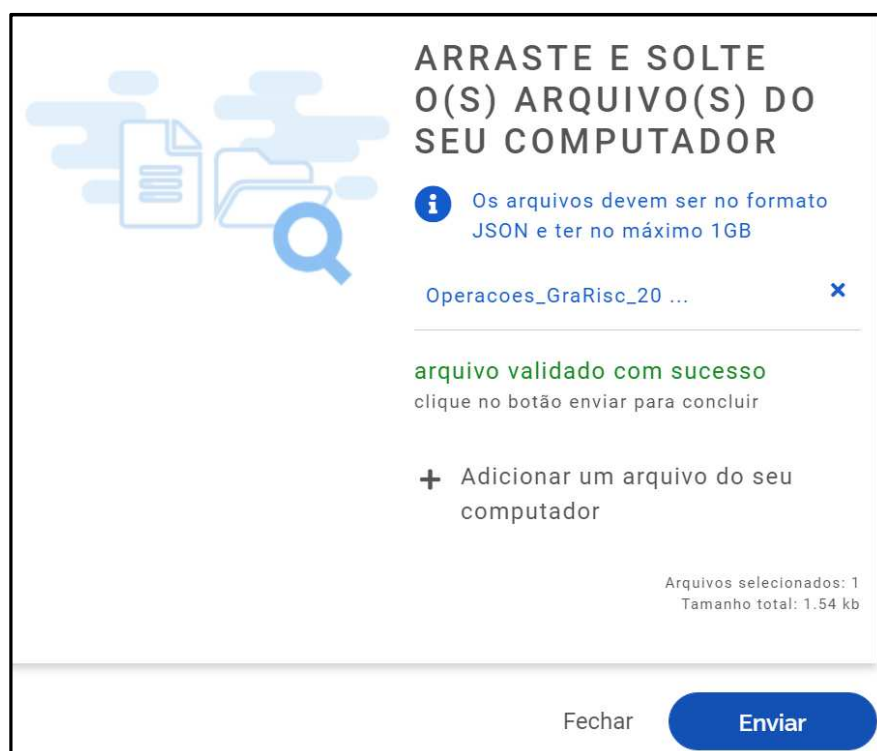 ARRASTE E SOLTE
O(S) ARQUIVO(S) DO
SEU COMPUTADOR
Os arquivos devem ser no formato
JSON e ter no máximo 1GB
Operacoes_GraRisc_20 ...
arquivo validado com sucesso
clique no botão enviar para concluir
Adicionar um arquivo do seu
computador
Arquivos selecionados: 1
Tamanho total: 1.54 kb
Fechar
Enviar